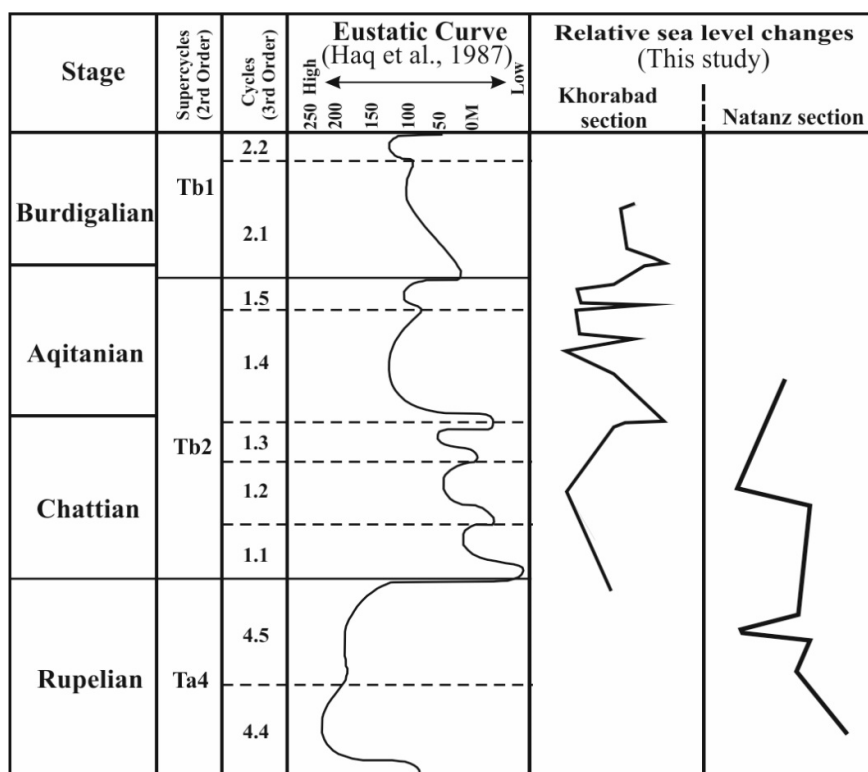 Stage
Supercycles
(2rd Order)
Cycles
(3rd Order)
Eustatic Curve
(Haq et al., 1987)
High
Low
250
200
150
100
50
0M
Relative sea level changes
(This study)
Khorabad
section
Natanz section
Burdigalian
Aqitanian
Chattian
Rupelian
Tb1
Tb2
Ta4
2.2
2.1
1.5
1.4
1.3
1.2
1.1
4.5
4.4